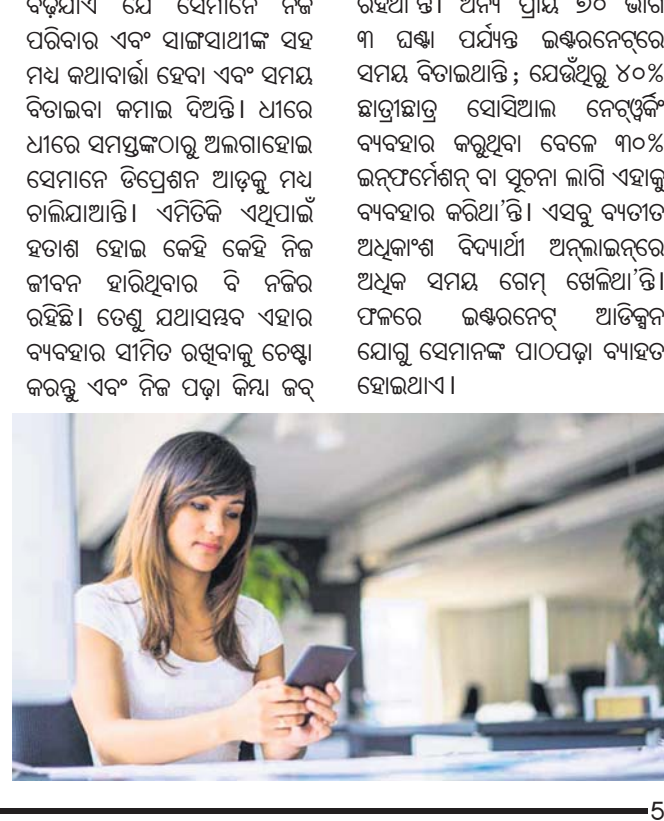 ବଢ଼ିଯାଏ ଯେ ସେମାନେ ନିଜ
ପରିବାର ଏବଂ ସାଙ୍ଗସାଥୀଙ୍କ ସହ
ମଧ୍ୟ କଥାବାର୍ତ୍ତା ହେବା ଏବଂ ସମୟ
ବିତାଇବା କମାଇ ଦିଅନ୍ତି। ଧୀରେ
ଧୀରେ ସମସ୍ତଙ୍କଠାରୁ ଅଲଗାହୋଇ
ସେମାନେ ଡିପ୍ରେଶନ ଆଡ଼କୁ ମଧ୍ୟ
ଚାଲିଯାଆନ୍ତି। ଏମିତିକି ଏଥିପାଇଁ
ହତାଶ ହୋଇ କେହି କେହି ନିଜ
ଜୀବନ ହାରିଥିବାର ବି ନଜିର
ରହିଛି। ତେଣୁ ଯଥାସମ୍ଭବ ଏହାର
ବ୍ୟବହାର ସୀମିତ ରଖିବାକୁ ଚେଷ୍ଟା
କରନ୍ତୁ ଏବଂ ନିଜ ପଢ଼ା କିମ୍ବା ଜବ୍
ରହିଥା'ନ୍ତି। ଅନ୍ୟ ପ୍ରାୟ ୭୦ ଭାଗ
୩ ଘଣ୍ଟା ପର୍ଯ୍ୟନ୍ତ ଇଣ୍ଟରନେଟ୍‌ରେ
ସମୟ ବିତାଇଥାନ୍ତି; ଯେଉଁଥିରୁ ୪୦%
ଛାତ୍ରୀଛାତ୍ର ସୋସିଆଲ ନେଟ୍‌ୱର୍କିଂ
ବ୍ୟବହାର କରୁଥିବା ବେଳେ ୩୦%
ଇନ୍‌ଫର୍ମେଶନ୍ ବା ସୂଚନା ଲାଗି ଏହାକୁ
ବ୍ୟବହାର କରିଥା'ନ୍ତି। ଏସବୁ ବ୍ୟତୀତ
ଅଧିକାଂଶ ବିଦ୍ୟାର୍ଥୀ ଅନ୍‌ଲାଇନ୍‌ରେ
ଅଧିକ ସମୟ ଗେମ୍ ଖେଳିଥା'ନ୍ତି।
ଫଳରେ ଇଣ୍ଟରନେଟ୍ ଆଡିକ୍ସନ
ଯୋଗୁ ସେମାନଙ୍କ ପାଠପଢ଼ା ବ୍ୟାହତ
ହୋଇଥାଏ।
5